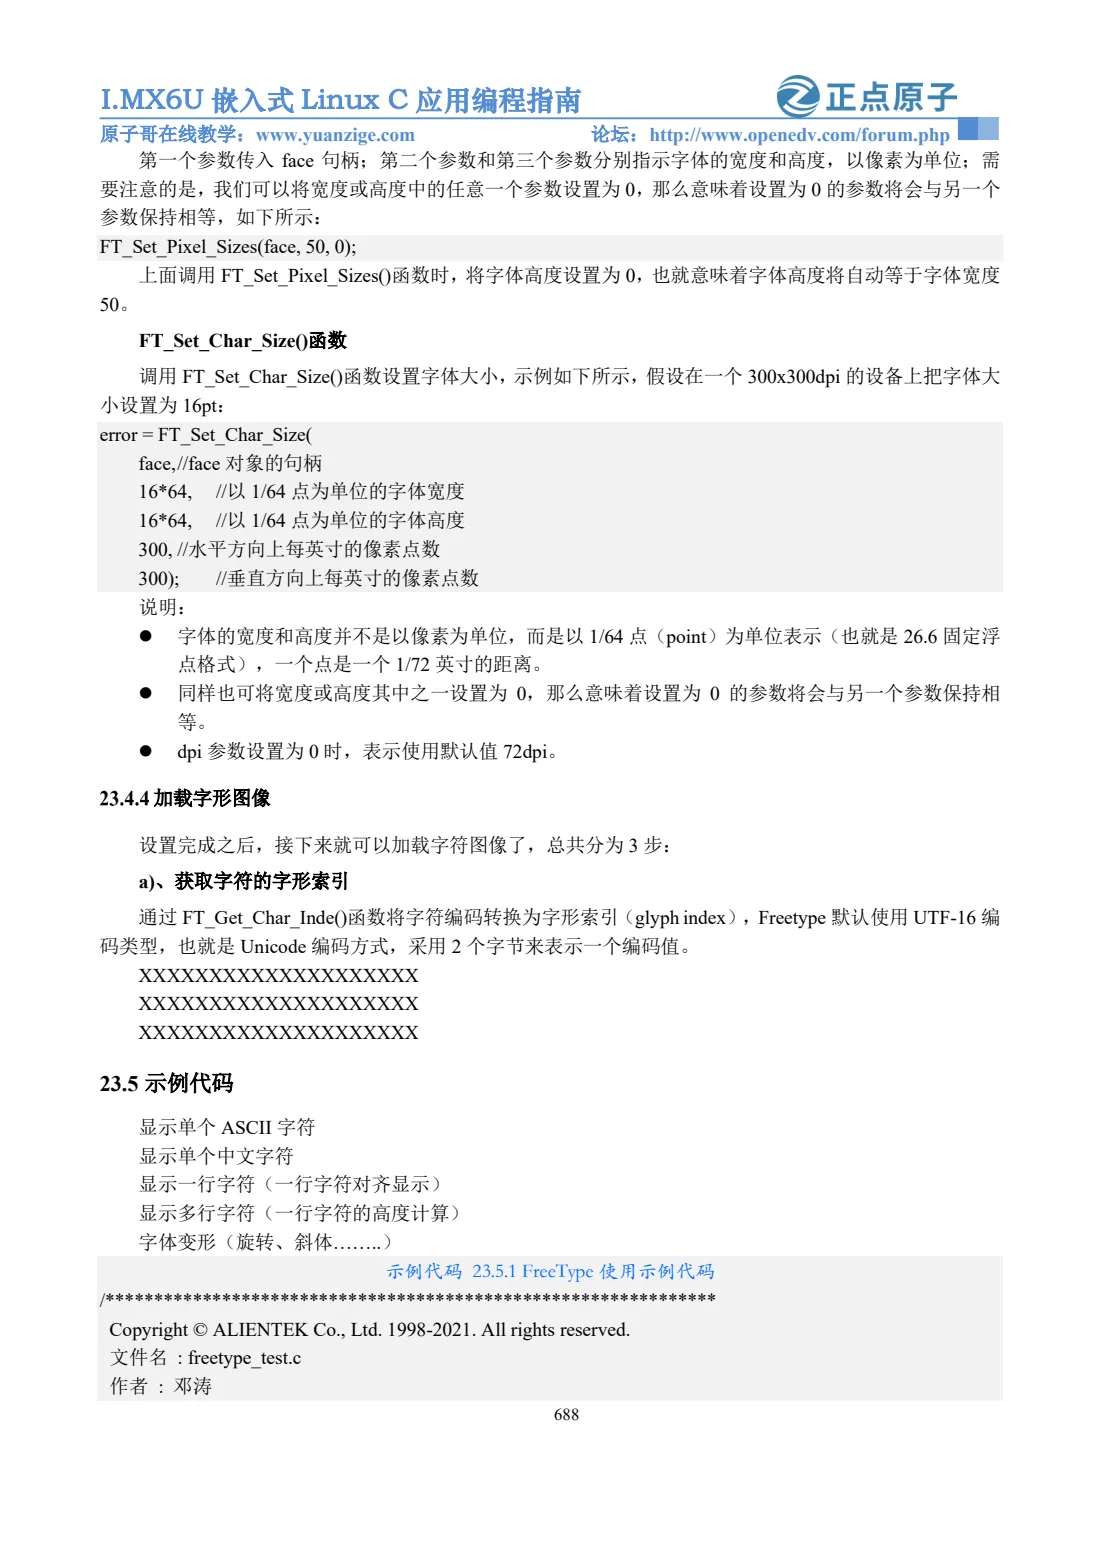 I.MX6U 嵌入式 Linux C 应用编程指南
正点原子
原子哥在线教学：www.yuanzige.com 论坛：http://www.openedv.com/forum.php
第一个参数传入 face 句柄；第二个参数和第三个参数分别指示字体的宽度和高度，以像素为单位；需
要注意的是，我们可以将宽度或高度中的任意一个参数设置为 0，那么意味着设置为 0 的参数将会与另一个
参数保持相等，如下所示：
FT_Set_Pixel_Sizes(face, 50, 0);
上面调用 FT_Set_Pixel_Sizes()函数时，将字体高度设置为 0，也就意味着字体高度将自动等于字体宽度
50。
FT_Set_Char_Size()函数
调用 FT_Set_Char_Size()函数设置字体大小，示例如下所示，假设在一个 300x300dpi 的设备上把字体大
小设置为 16pt：
error = FT_Set_Char_Size(
face,//face 对象的句柄
16*64, //以 1/64 点为单位的字体宽度
16*64, //以 1/64 点为单位的字体高度
300, //水平方向上每英寸的像素点数
300); //垂直方向上每英寸的像素点数
说明：
● 字体的宽度和高度并不是以像素为单位，而是以 1/64 点（point）为单位表示（也就是 26.6 固定浮
点格式），一个点是一个 1/72 英寸的距离。
● 同样也可将宽度或高度其中之一设置为 0，那么意味着设置为 0 的参数将会与另一个参数保持相
等。
● dpi 参数设置为 0 时，表示使用默认值 72dpi。
23.4.4 加载字形图像
设置完成之后，接下来就可以加载字符图像了，总共分为 3 步：
a)、获取字符的字形索引
通过 FT_Get_Char_Inde()函数将字符编码转换为字形索引（glyph index），Freetype 默认使用 UTF-16 编
码类型，也就是 Unicode 编码方式，采用 2 个字节来表示一个编码值。
XXXXXXXXXXXXXXXXXXXX
XXXXXXXXXXXXXXXXXXXX
XXXXXXXXXXXXXXXXXXXX
23.5 示例代码
显示单个 ASCII 字符
显示单个中文字符
显示一行字符（一行字符对齐显示）
显示多行字符（一行字符的高度计算）
字体变形（旋转、斜体……..）
示例代码 23.5.1 FreeType 使用示例代码
/***************************************************************
Copyright © ALIENTEK Co., Ltd. 1998-2021. All rights reserved.
文件名 : freetype_test.c
作者 : 邓涛
688